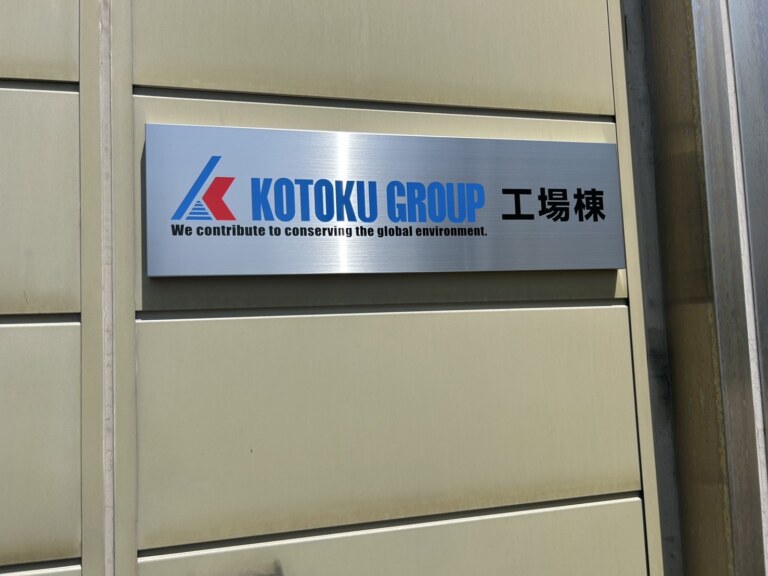 KOTOKU GROUP 工場棟
We contribute to conserving the global environment.